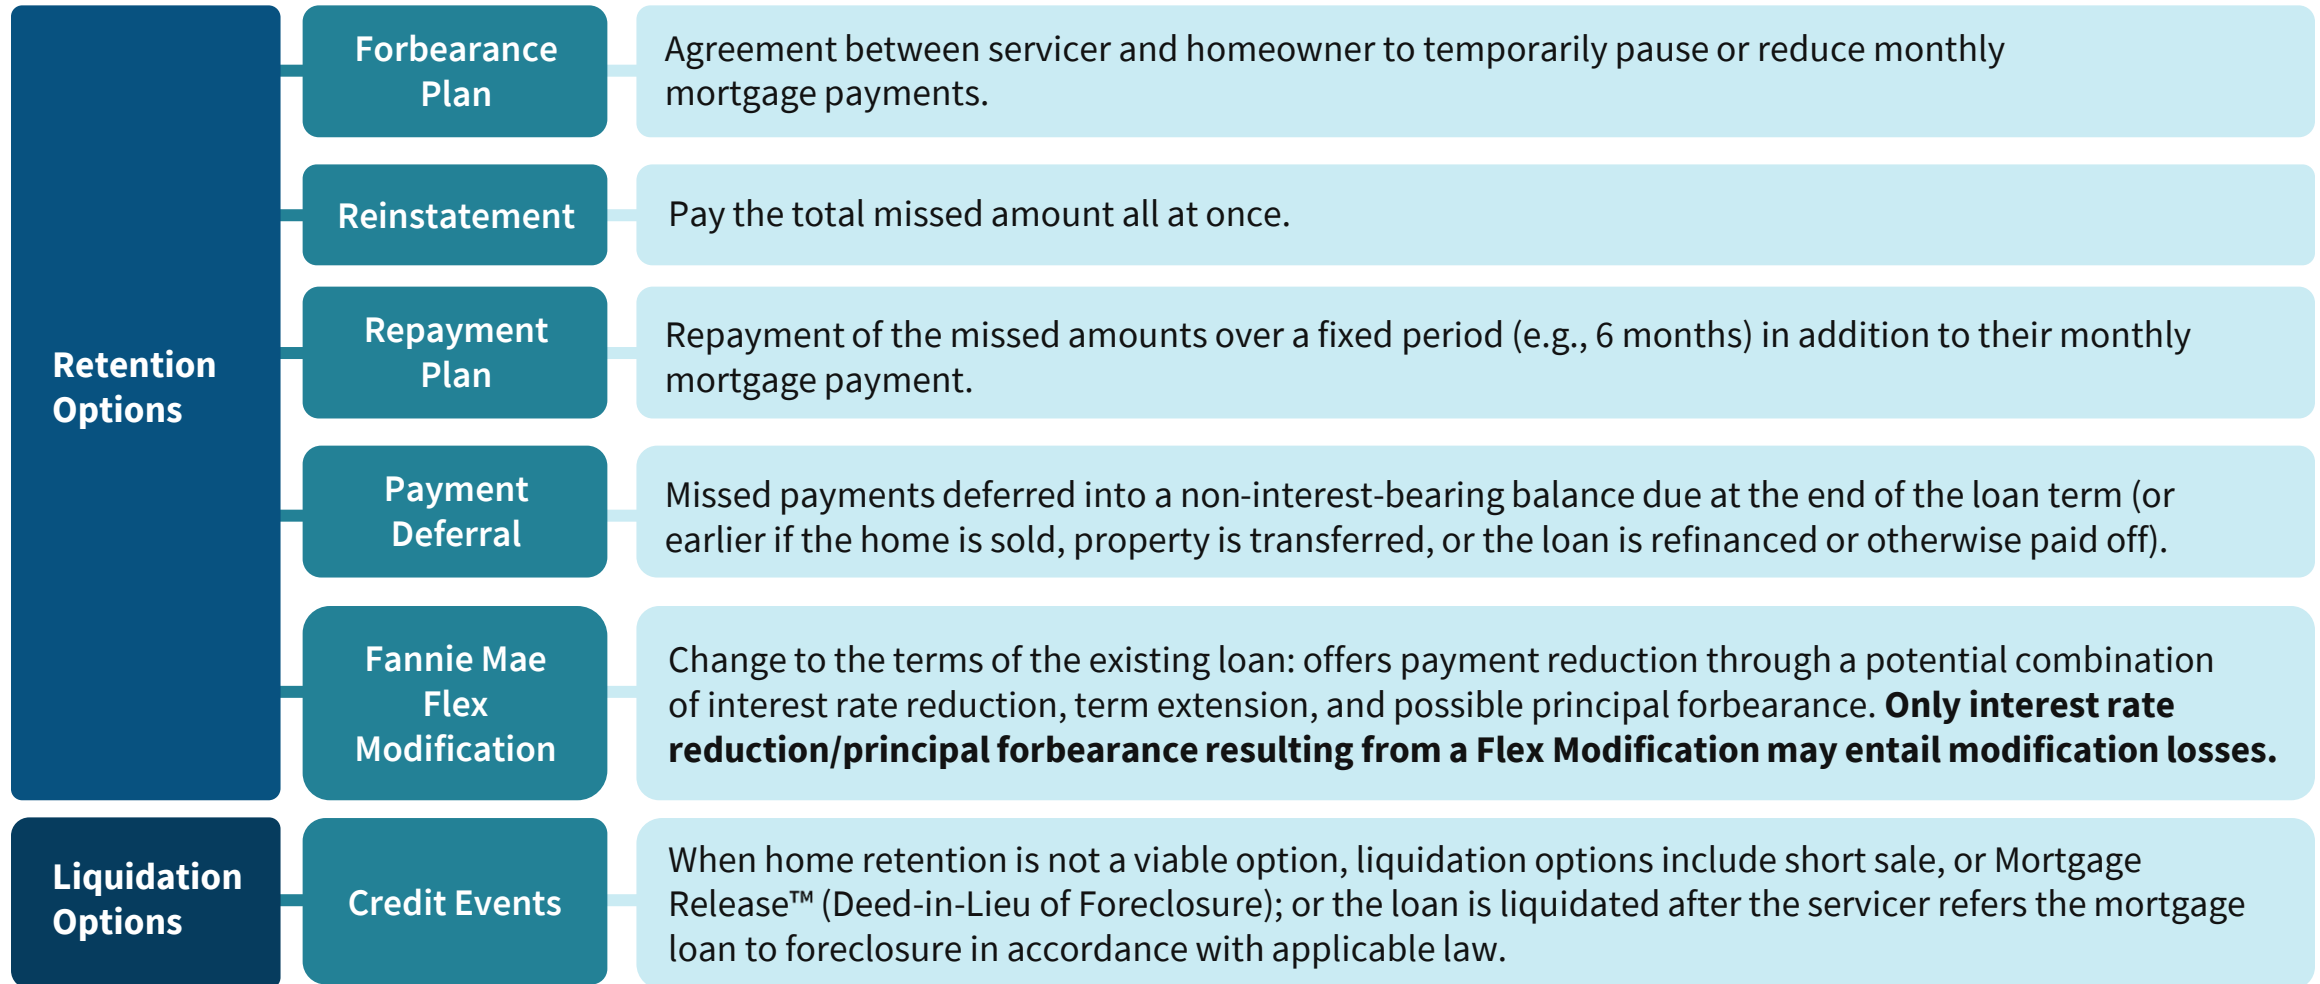 Retention
Options
Forbearance
Plan
Agreement between servicer and homeowner to temporarily pause or reduce monthly
mortgage payments.
Reinstatement
Pay the total missed amount all at once.
Repayment
Plan
Repayment of the missed amounts over a fixed period (e.g., 6 months) in addition to their monthly
mortgage payment.
Payment
Deferral
Missed payments deferred into a non-interest-bearing balance due at the end of the loan term (or
earlier if the home is sold, property is transferred, or the loan is refinanced or otherwise paid off).
Fannie Mae
Flex
Modification
Change to the terms of the existing loan: offers payment reduction through a potential combination
of interest rate reduction, term extension, and possible principal forbearance. Only interest rate
reduction/principal forbearance resulting from a Flex Modification may entail modification losses.
Liquidation
Options
Credit Events
When home retention is not a viable option, liquidation options include short sale, or Mortgage
Release™ (Deed-in-Lieu of Foreclosure); or the loan is liquidated after the servicer refers the mortgage
loan to foreclosure in accordance with applicable law.